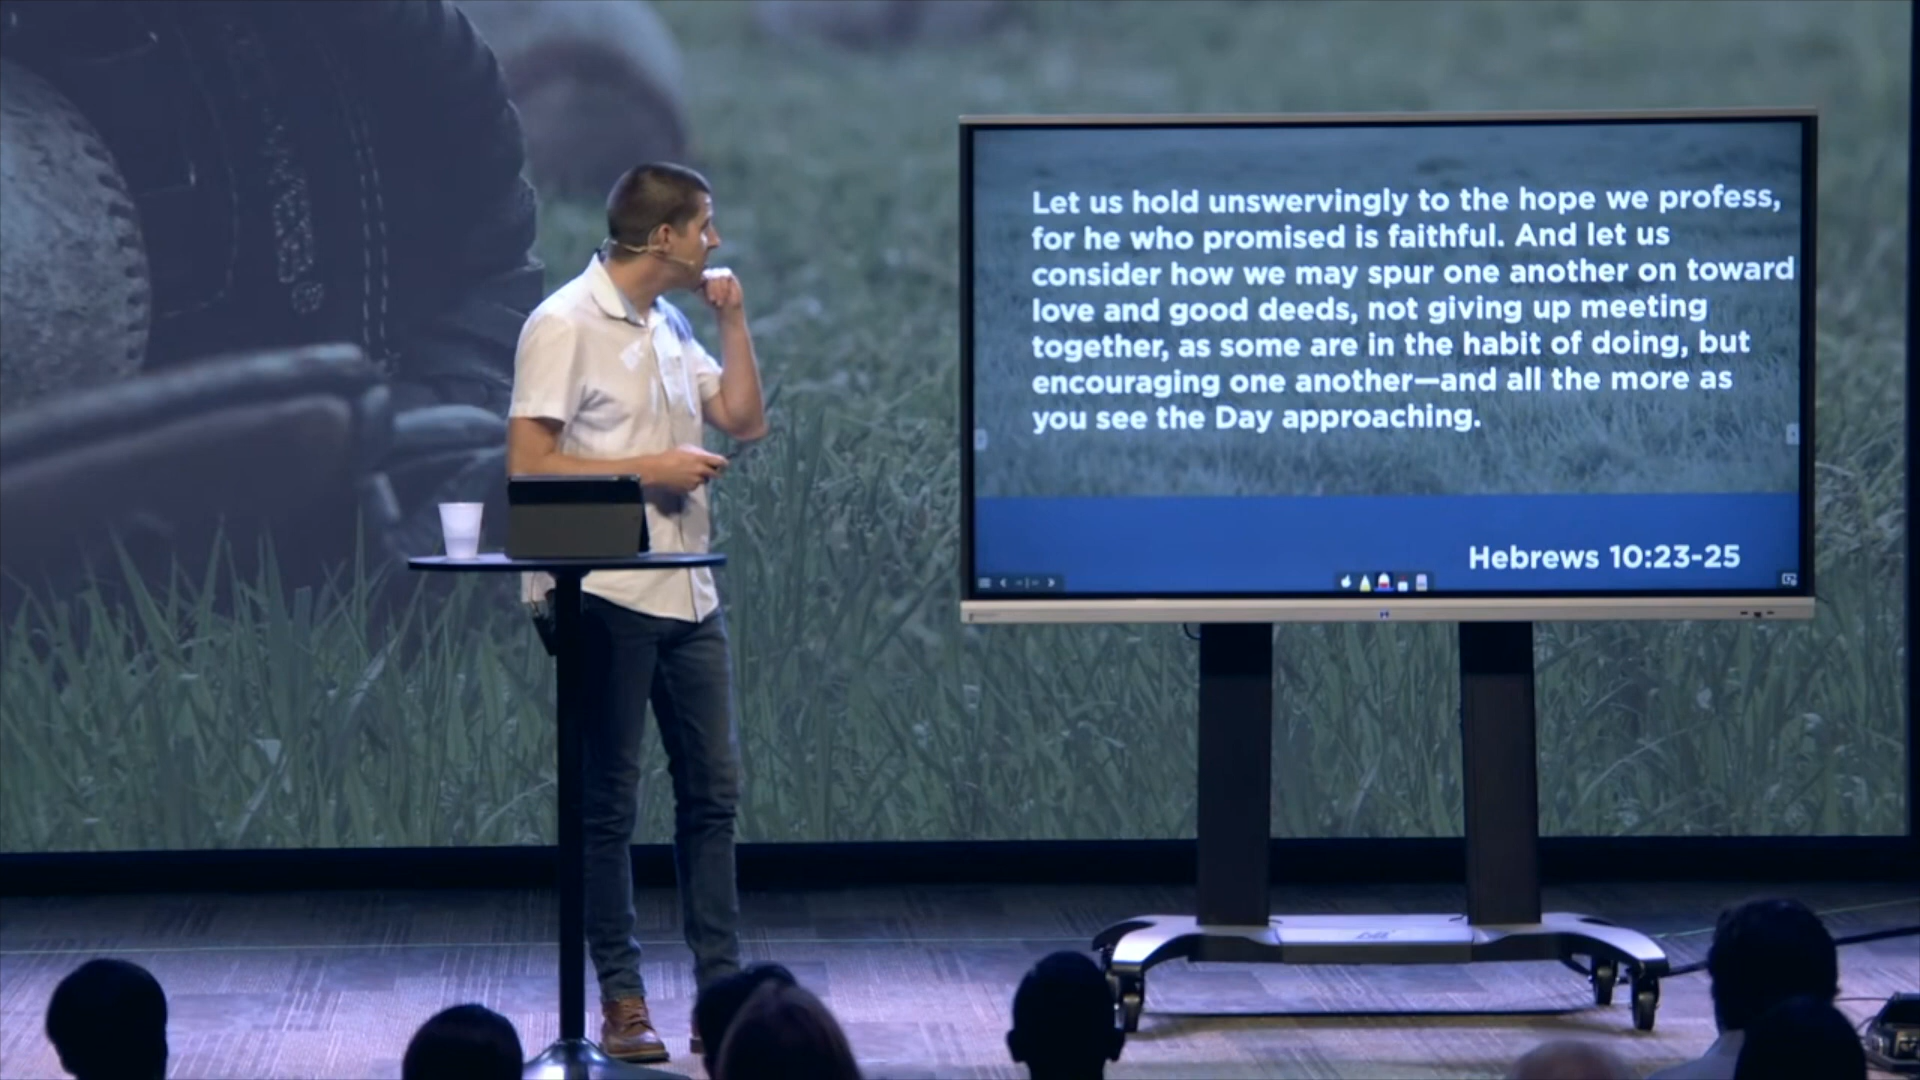 Let us hold unswervingly to the hope we profess,
for he who promised is faithful. And let us
consider how we may spur one another on toward
love and good deeds, not giving up meeting
together, as some are in the habit of doing, but
encouraging one another—and all the more as
you see the Day approaching.
Hebrews 10:23-25